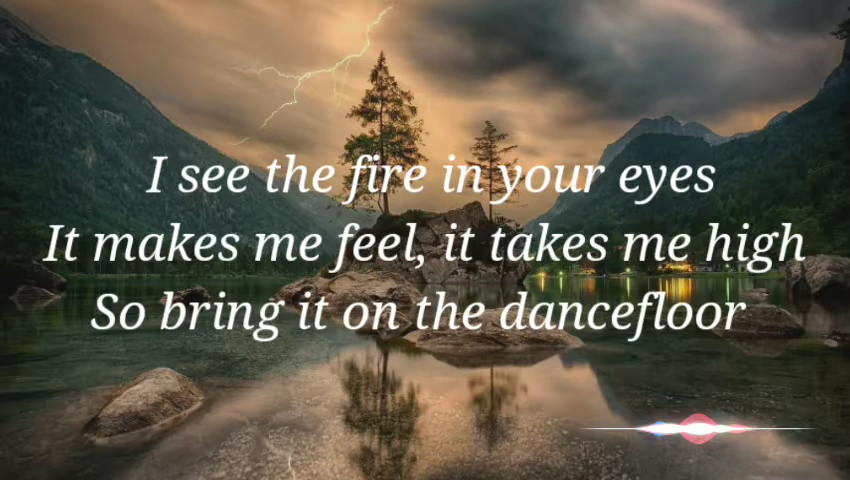 I see the fire in your eyes
It makes me feel, it takes me high
So bring it on the dancefloor